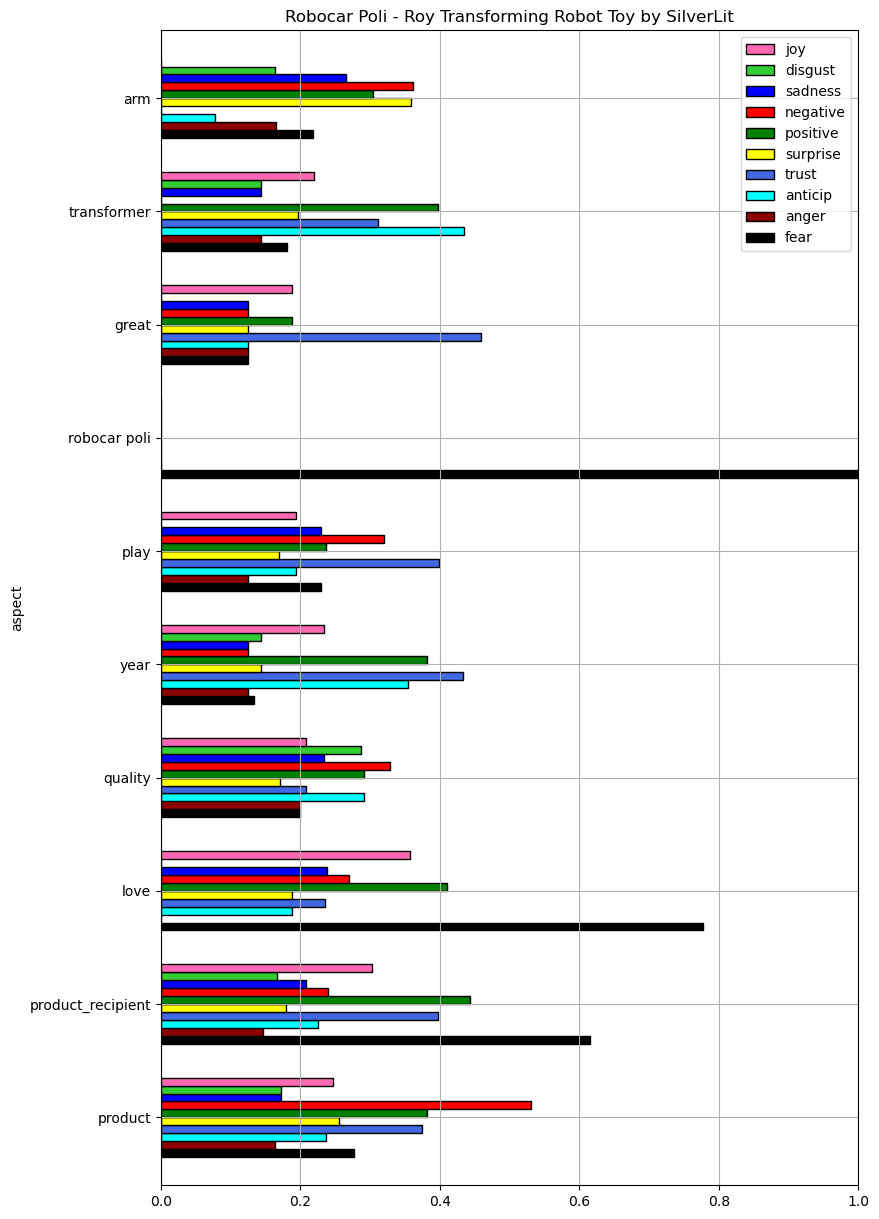 Robocar Poli - Roy Transforming Robot Toy by SilverLit
joy
disgust
sadness
negative
positive
surprise
trust
anticip
anger
fear
arm
transformer
great
robocar poli
play
year
quality
love
product_recipient
product
aspect
0.0 0.2 0.4 0.6 0.8 1.0